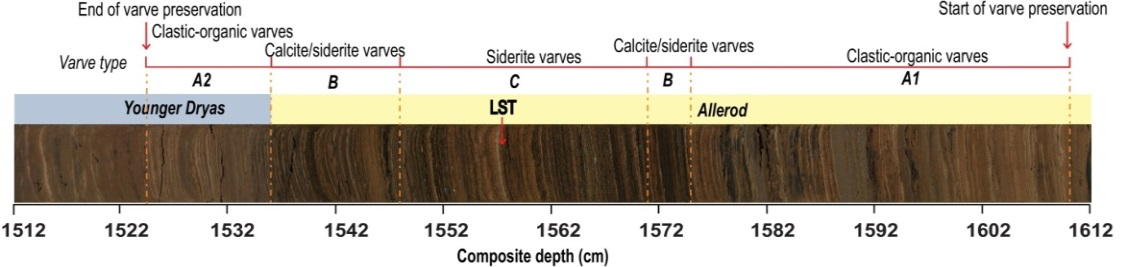 End of varve preservation
Start of varve preservation
Clastic-organic varves
Calcite/siderite varves
Siderite varves
Calcite/siderite varves
Clastic-organic varves
Varve type
A2
B
C
B
A1
Younger Dryas
LST
Allerod
1512 1522 1532 1542 1552 1562 1572 1582 1592 1602 1612
Composite depth (cm)